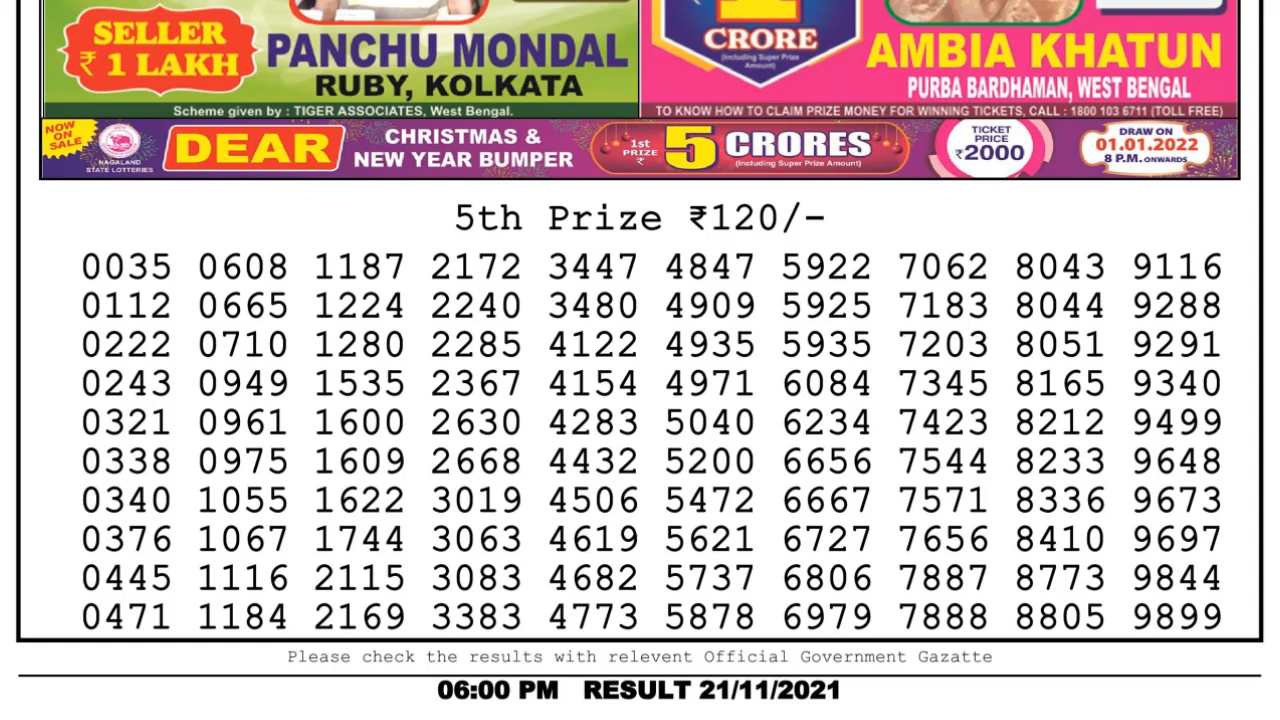 SELLER
₹ 1 LAKH
PANCHU MONDAL
RUBY, KOLKATA
Scheme given by : TIGER ASSOCIATES, West Bengal.
CRORE
(Including Super Prize
Amount)
AMBIA KHATUN
PURBA BARDHAMAN, WEST BENGAL
TO KNOW HOW TO CLAIM PRIZE MONEY FOR WINNING TICKETS, CALL : 1800 103 6711 (TOLL FREE)
NOW
ON
SALE
NAGALAND
STATE LOTTERIES
DEAR
CHRISTMAS &
NEW YEAR BUMPER
1st
PRIZE
₹
5 CRORES
(Including Super Prize Amount)
TICKET
PRICE
₹2000
DRAW ON
01.01.2022
8 P.M. ONWARDS
5th Prize ₹120/-
0035 0608 1187 2172 3447 4847 5922 7062 8043 9116
0112 0665 1224 2240 3480 4909 5925 7183 8044 9288
0222 0710 1280 2285 4122 4935 5935 7203 8051 9291
0243 0949 1535 2367 4154 4971 6084 7345 8165 9340
0321 0961 1600 2630 4283 5040 6234 7423 8212 9499
0338 0975 1609 2668 4432 5200 6656 7544 8233 9648
0340 1055 1622 3019 4506 5472 6667 7571 8336 9673
0376 1067 1744 3063 4619 5621 6727 7656 8410 9697
0445 1116 2115 3083 4682 5737 6806 7887 8773 9844
0471 1184 2169 3383 4773 5878 6979 7888 8805 9899
Please check the results with relevent Official Government Gazatte
06:00 PM RESULT 21/11/2021